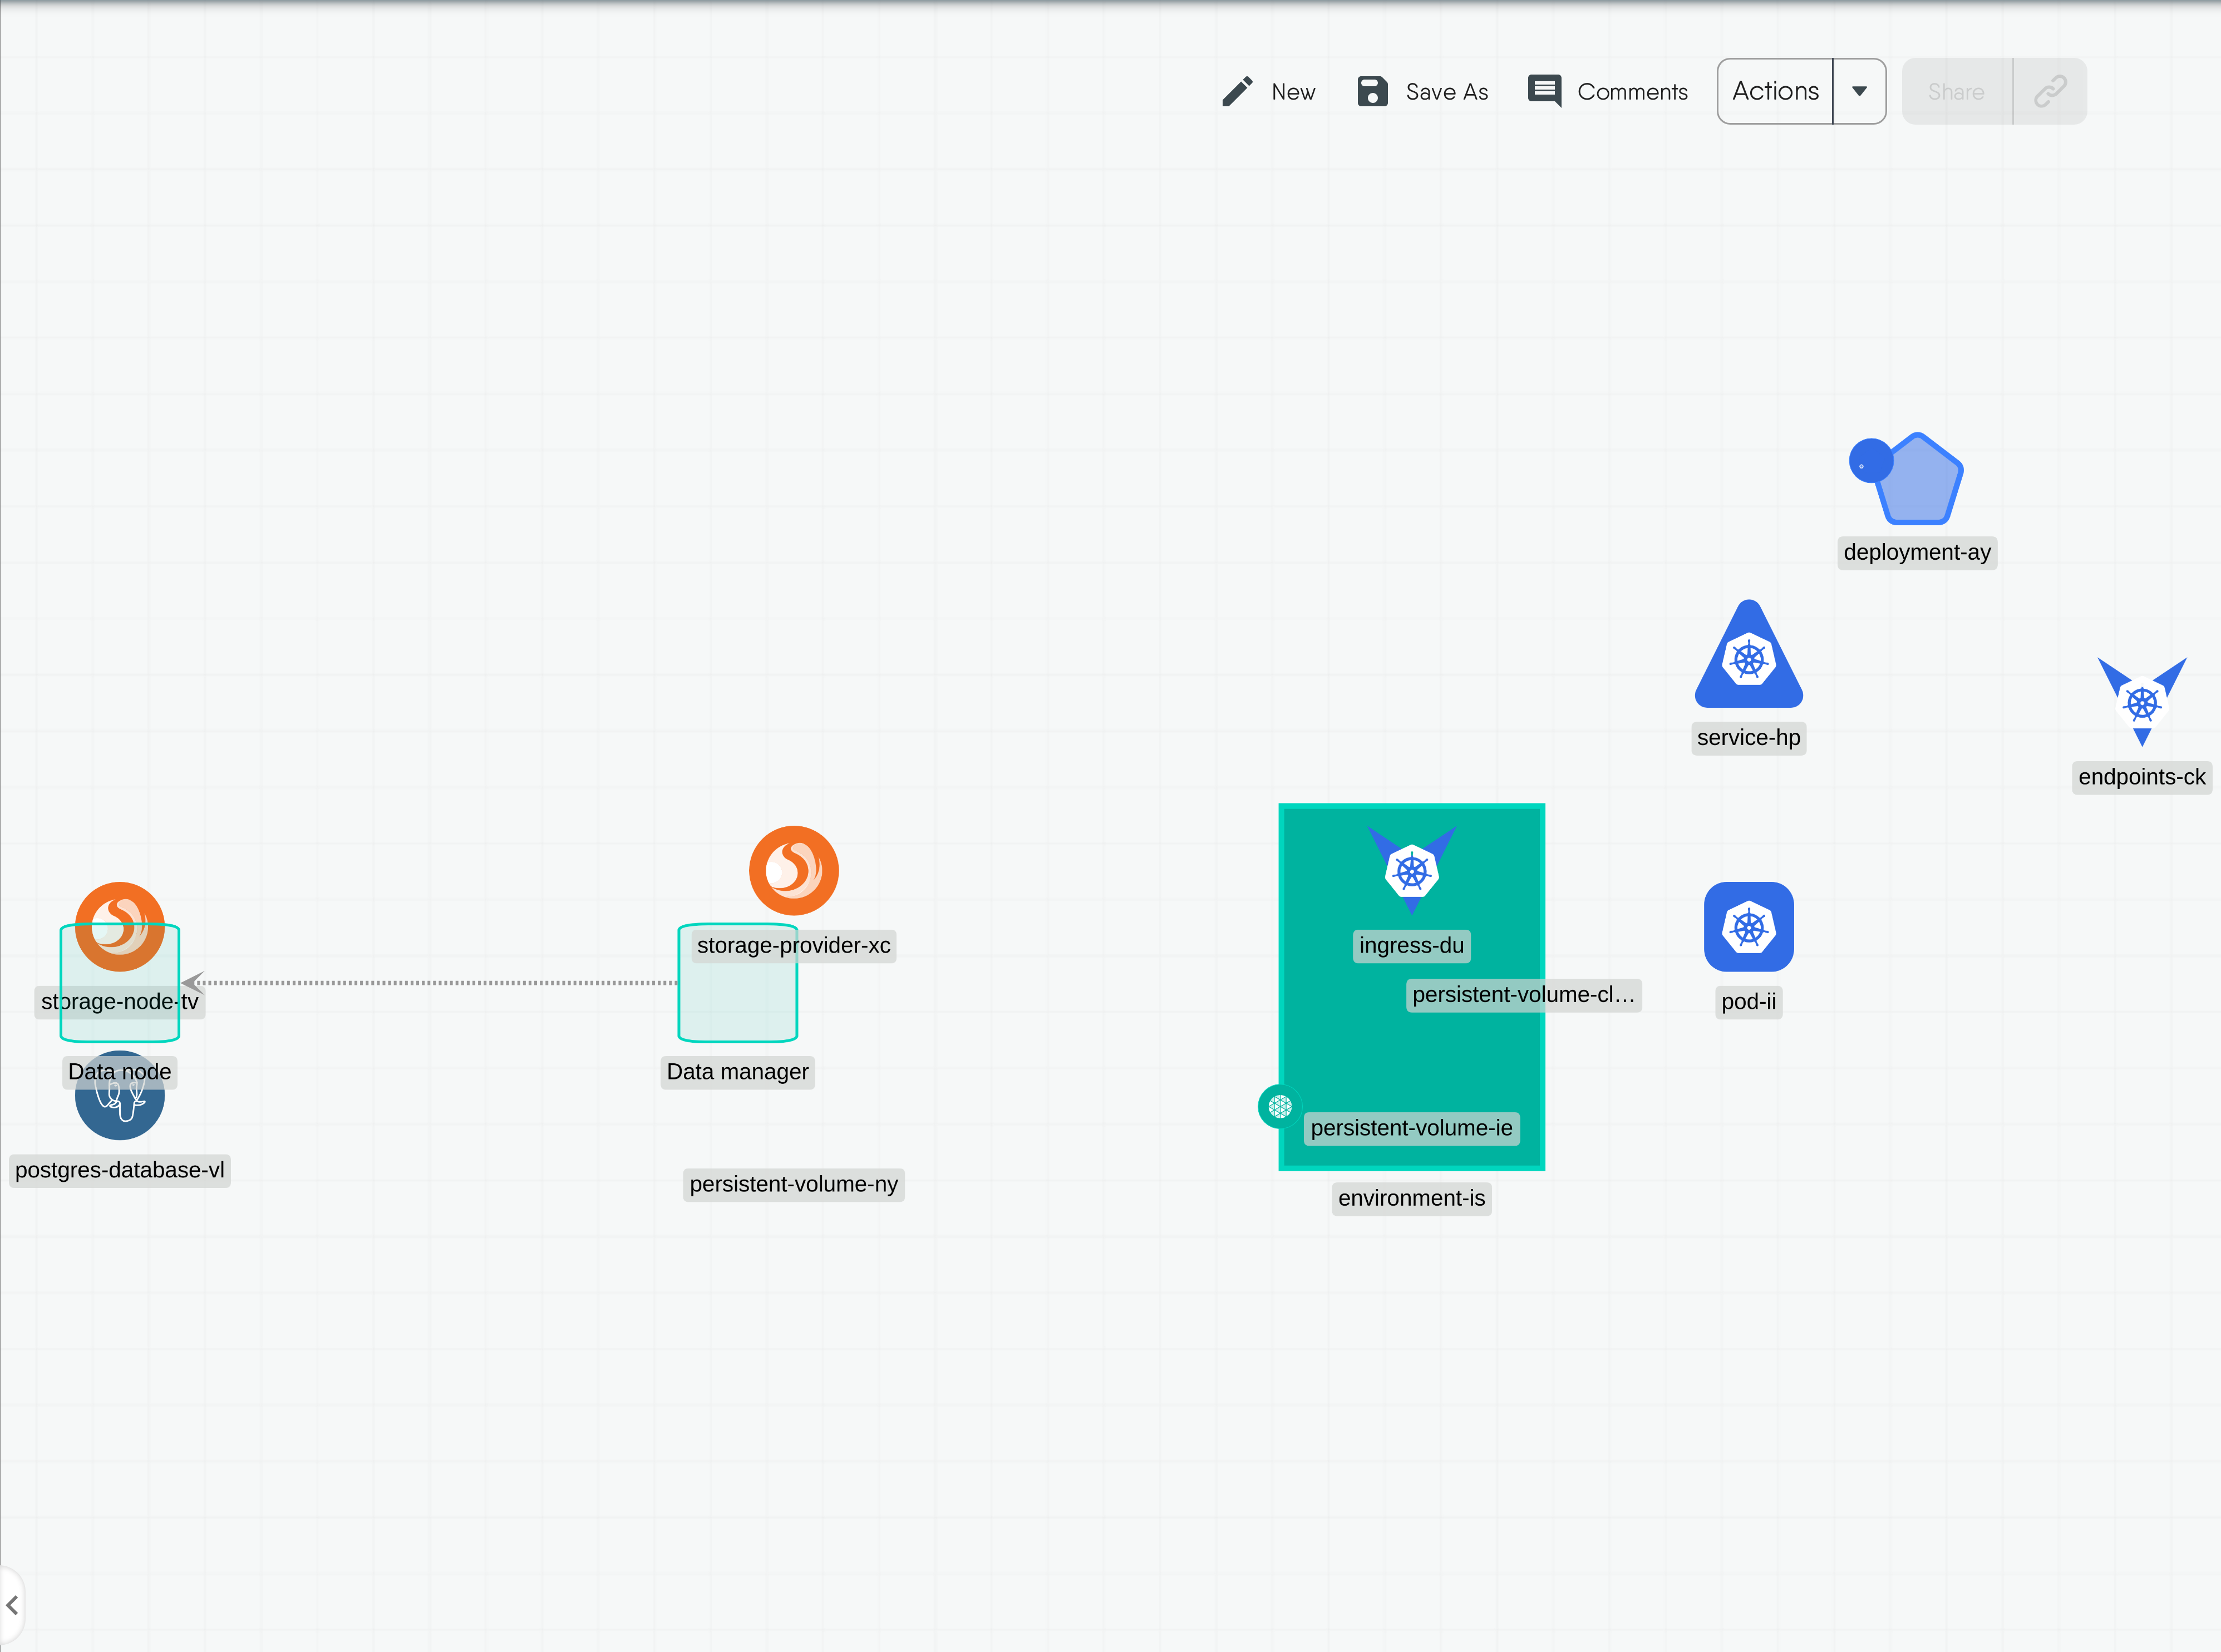 New
Save As
Comments
Actions
Share
deployment-ay
service-hp
endpoints-ck
storage-provider-xc
ingress-du
persistent-volume-cl…
pod-ii
storage-node-tv
Data node
Data manager
persistent-volume-ie
postgres-database-vl
persistent-volume-ny
environment-is